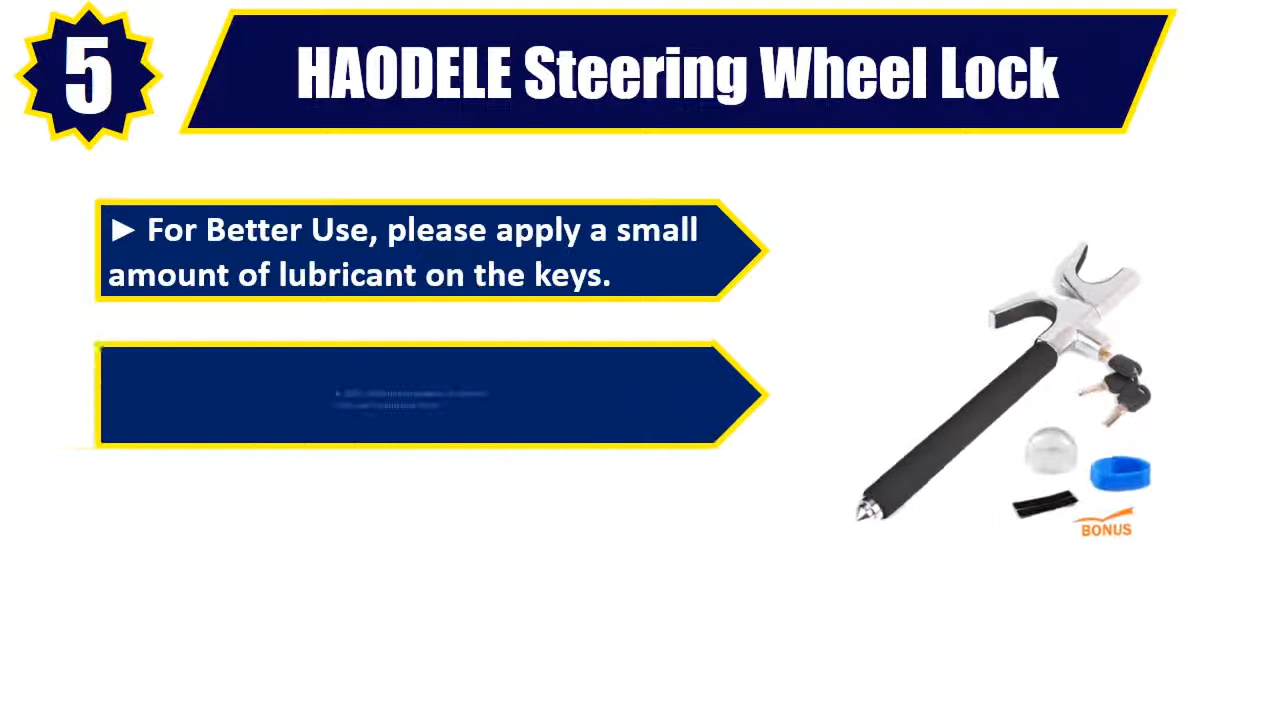 5
HAODELE Steering Wheel Lock
► For Better Use, please apply a small
amount of lubricant on the keys.
BONUS